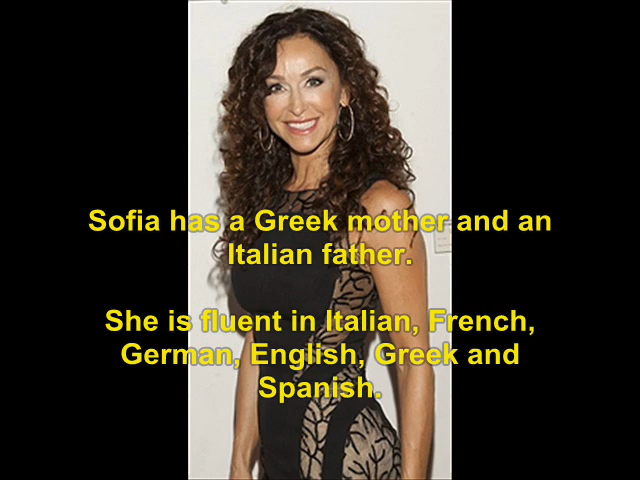 Sofia has a Greek mother and an
Italian father.
She is fluent in Italian, French,
German, English, Greek and
Spanish.